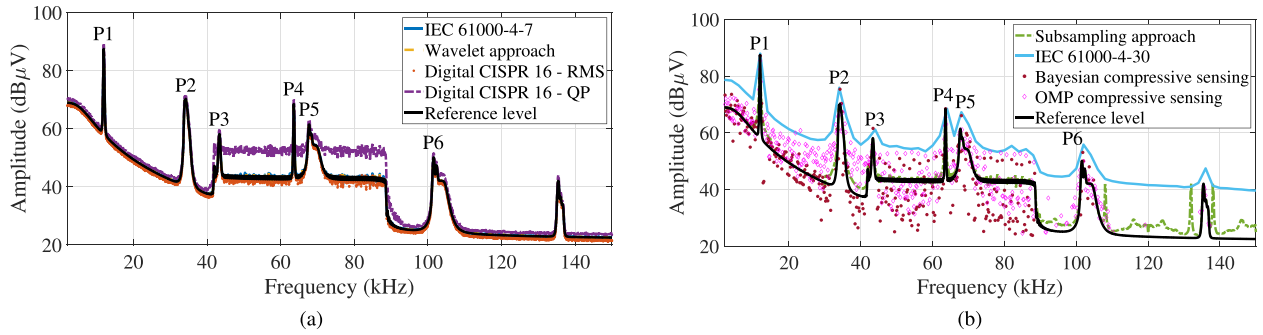 100
80
60
40
20
Amplitude (dBμV)
P1
P2
P3
P4
P5
P6
IEC 61000-4-7
Wavelet approach
Digital CISPR 16 - RMS
Digital CISPR 16 - QP
Reference level
20 40 60 80 100 120 140
Frequency (kHz)
(a)
100
80
60
40
20
Amplitude (dBμV)
P1
P2
P3
P4
P5
P6
Subsampling approach
IEC 61000-4-30
Bayesian compressive sensing
OMP compressive sensing
Reference level
20 40 60 80 100 120 140
Frequency (kHz)
(b)